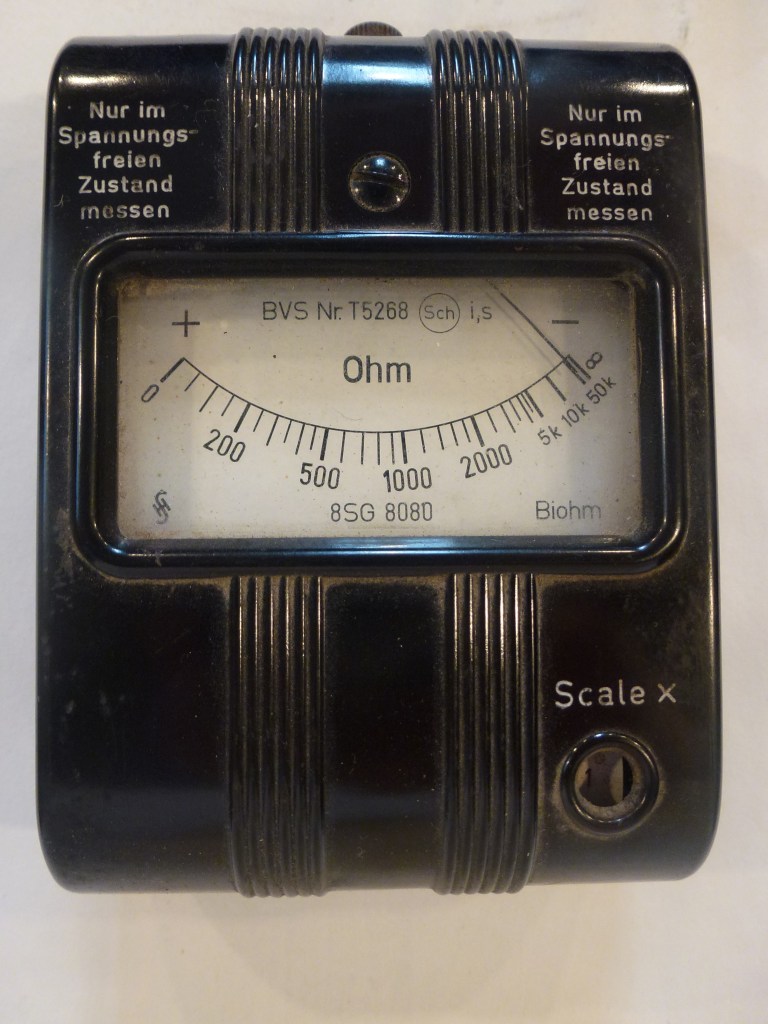 Nur im
Spannungs-
freien
Zustand
messen
Nur im
Spannungs-
freien
Zustand
messen
+ BVS Nr. T5268 Sch i,s −
Ohm
0 200 500 1000 2000 5k 10k 50k ∞
8SG 8080 Biohm
Scale x
1